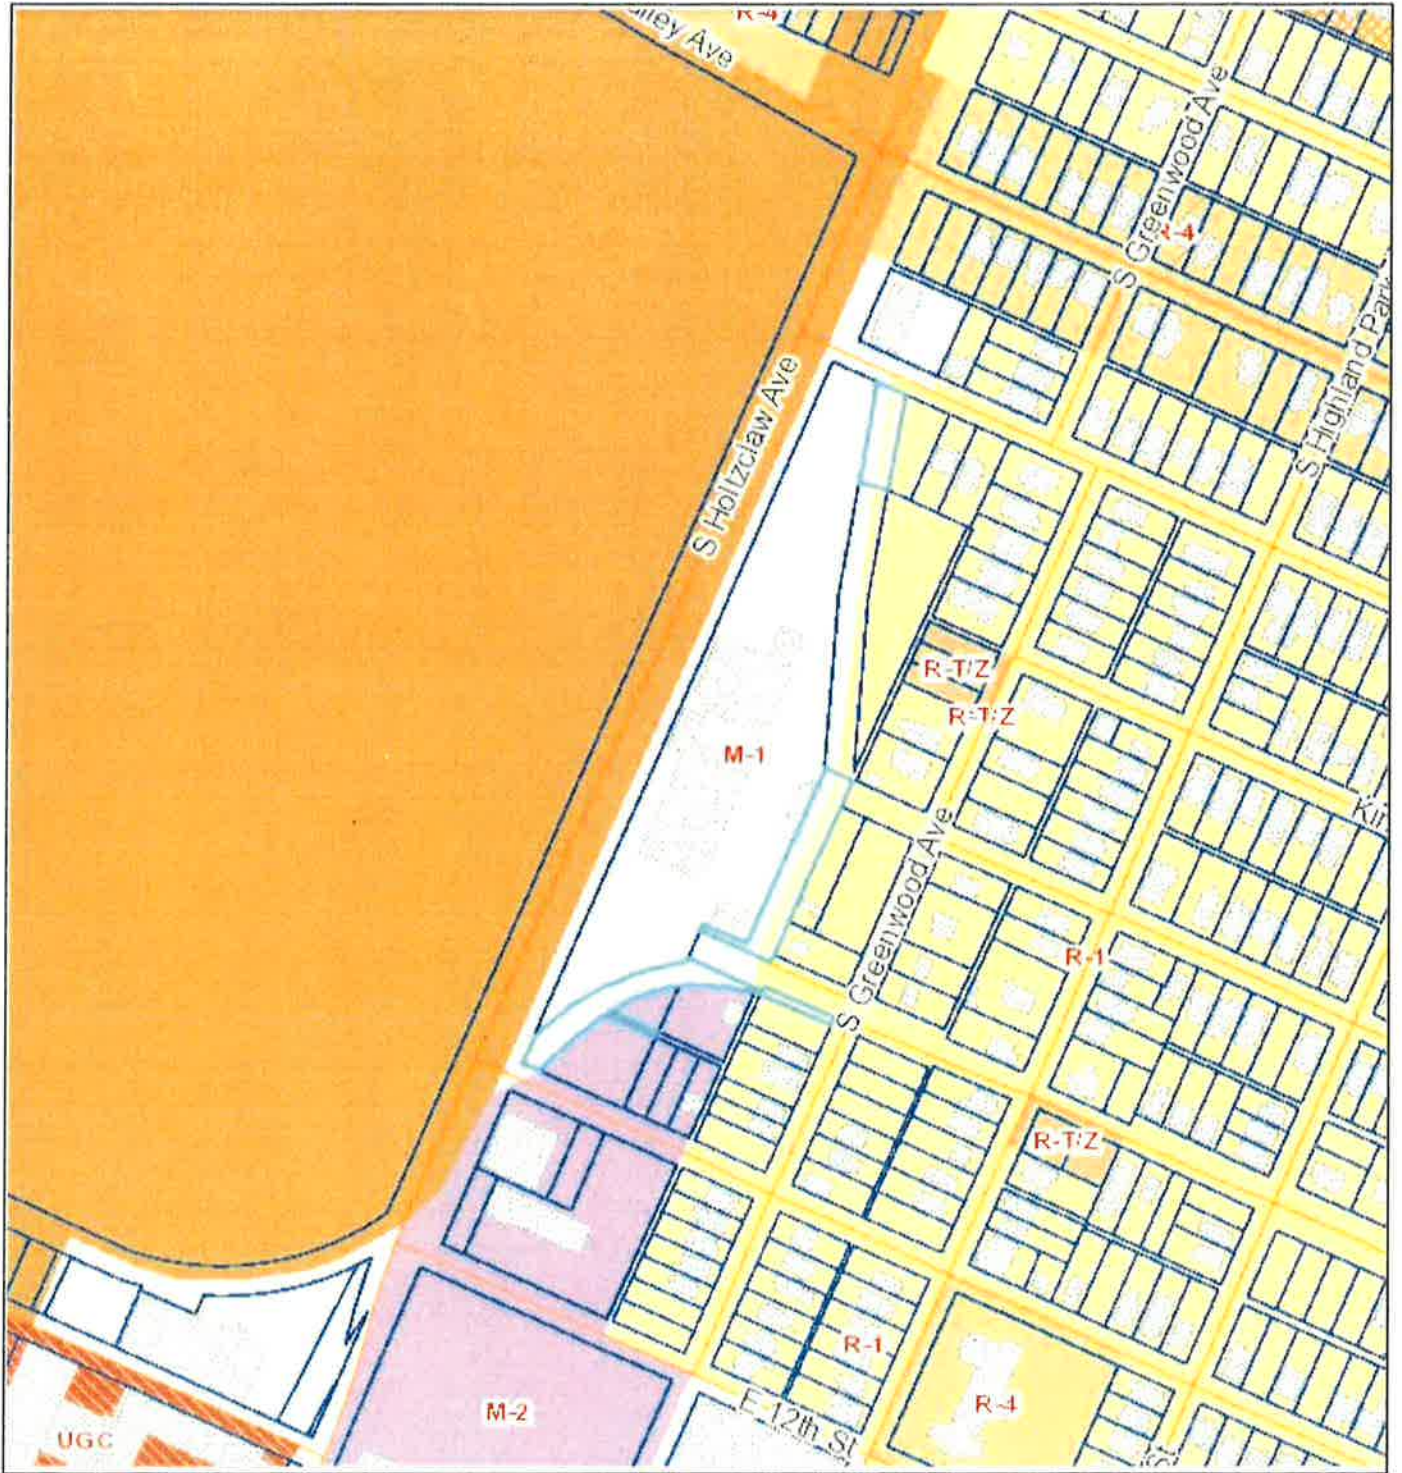 R-4
alley Ave
S Greenwood Ave
R-4
S Highland Park
S Holtzclaw Ave
R-T/Z
R-T/Z
M-1
S Greenwood Ave
R-1
R-T/Z
R-1
R-4
M-2
E 12th St
UGC